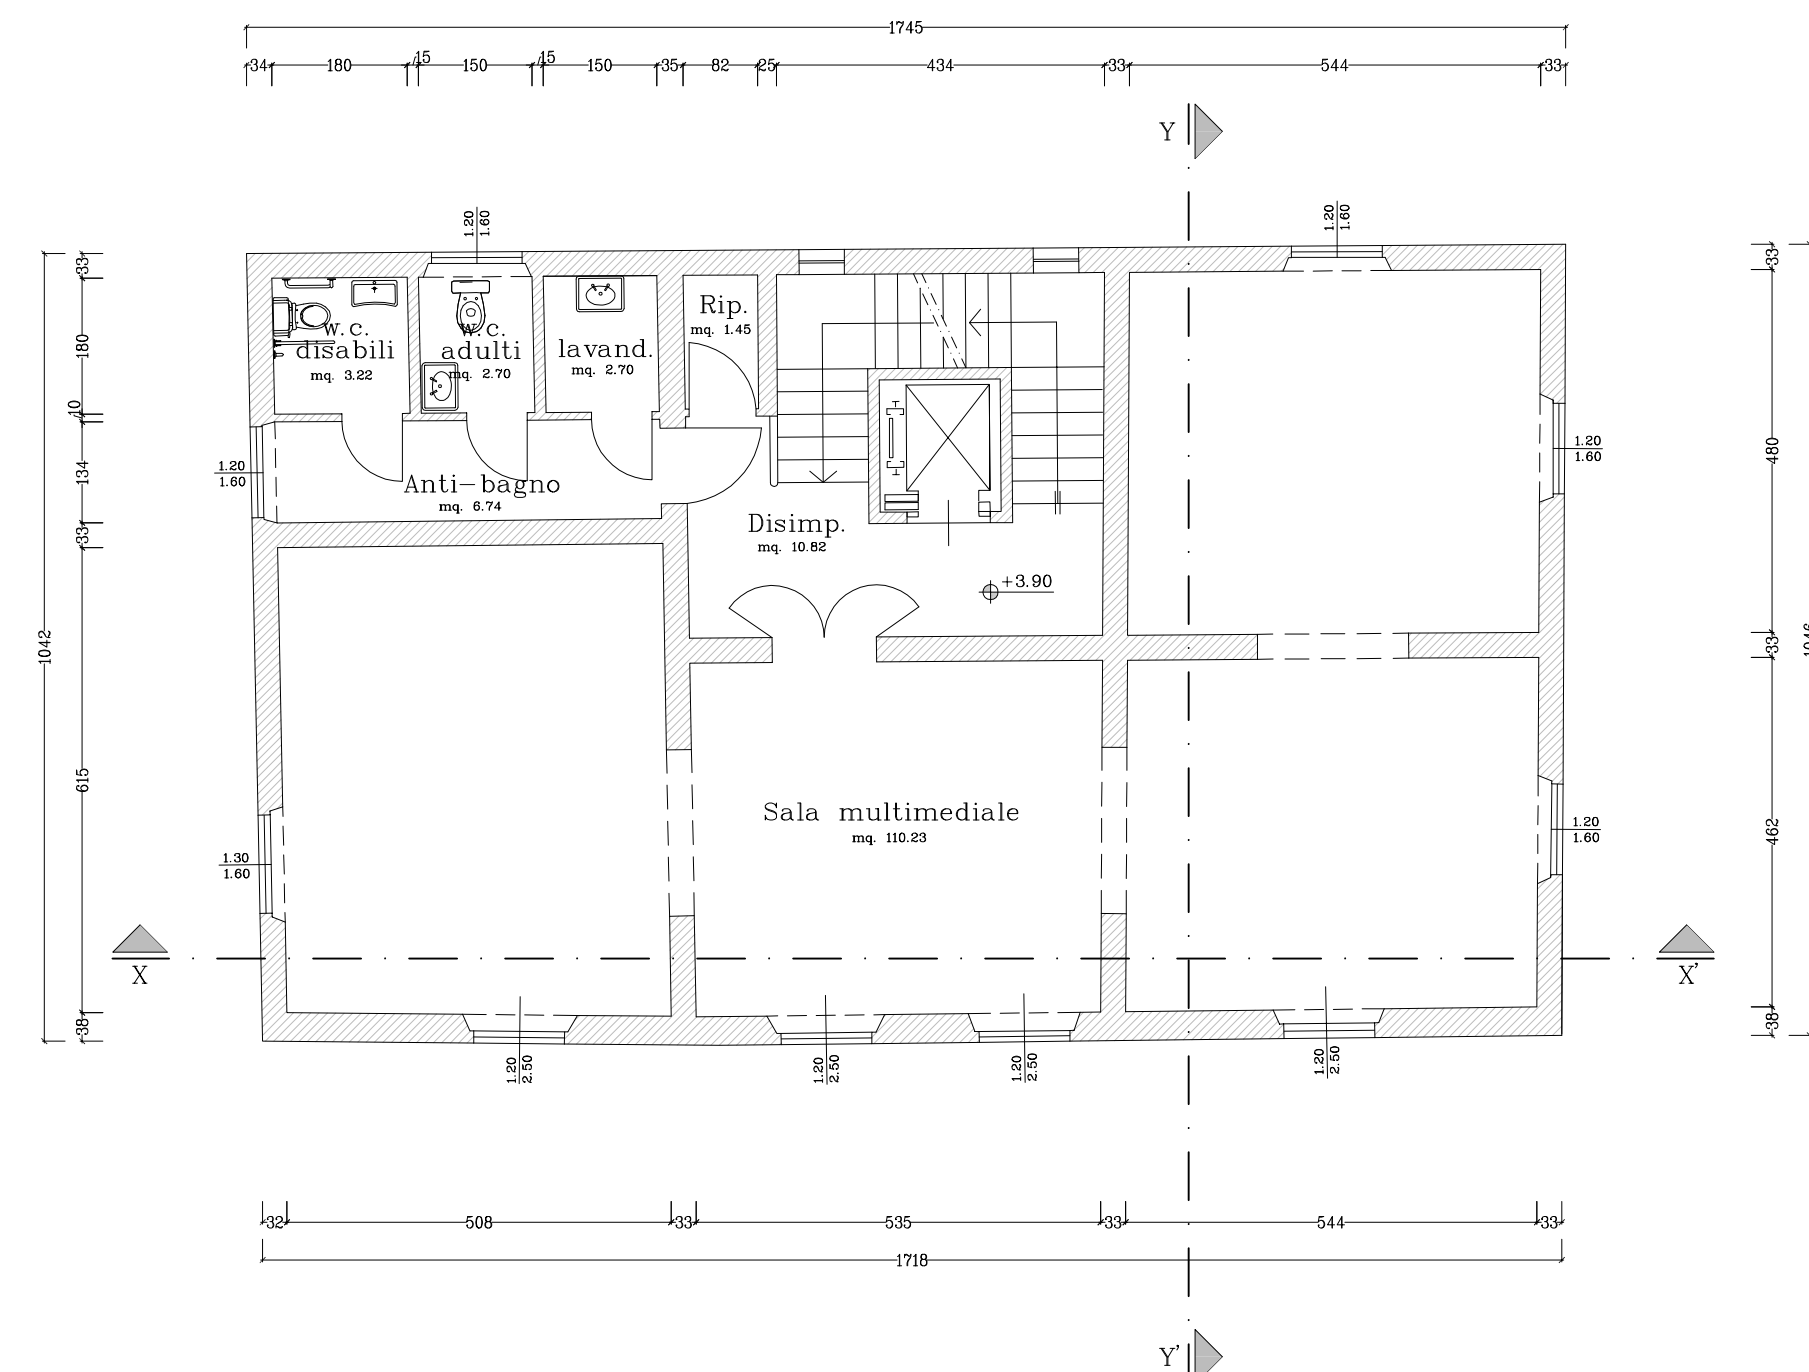 1745
34 180 15 150 15 150 35 82 25 434 33 544 33
Y
1.20
1.60
1.20
1.60
33
180
10
134
33
615
38
1042
W.C.
disabili
mq. 3.22
W.C.
adulti
mq. 2.70
lavand.
mq. 2.70
Rip.
mq. 1.45
1.20
1.60
Anti-bagno
mq. 6.74
Disimp.
mq. 10.82
+3.90
1.20
1.60
33
480
33
462
38
1046
Sala multimediale
mq. 110.23
1.30
1.60
1.20
1.60
X
X'
1.20
2.50
1.20
2.50
1.20
2.50
1.20
2.50
32 508 33 535 33 544 33
1718
Y'